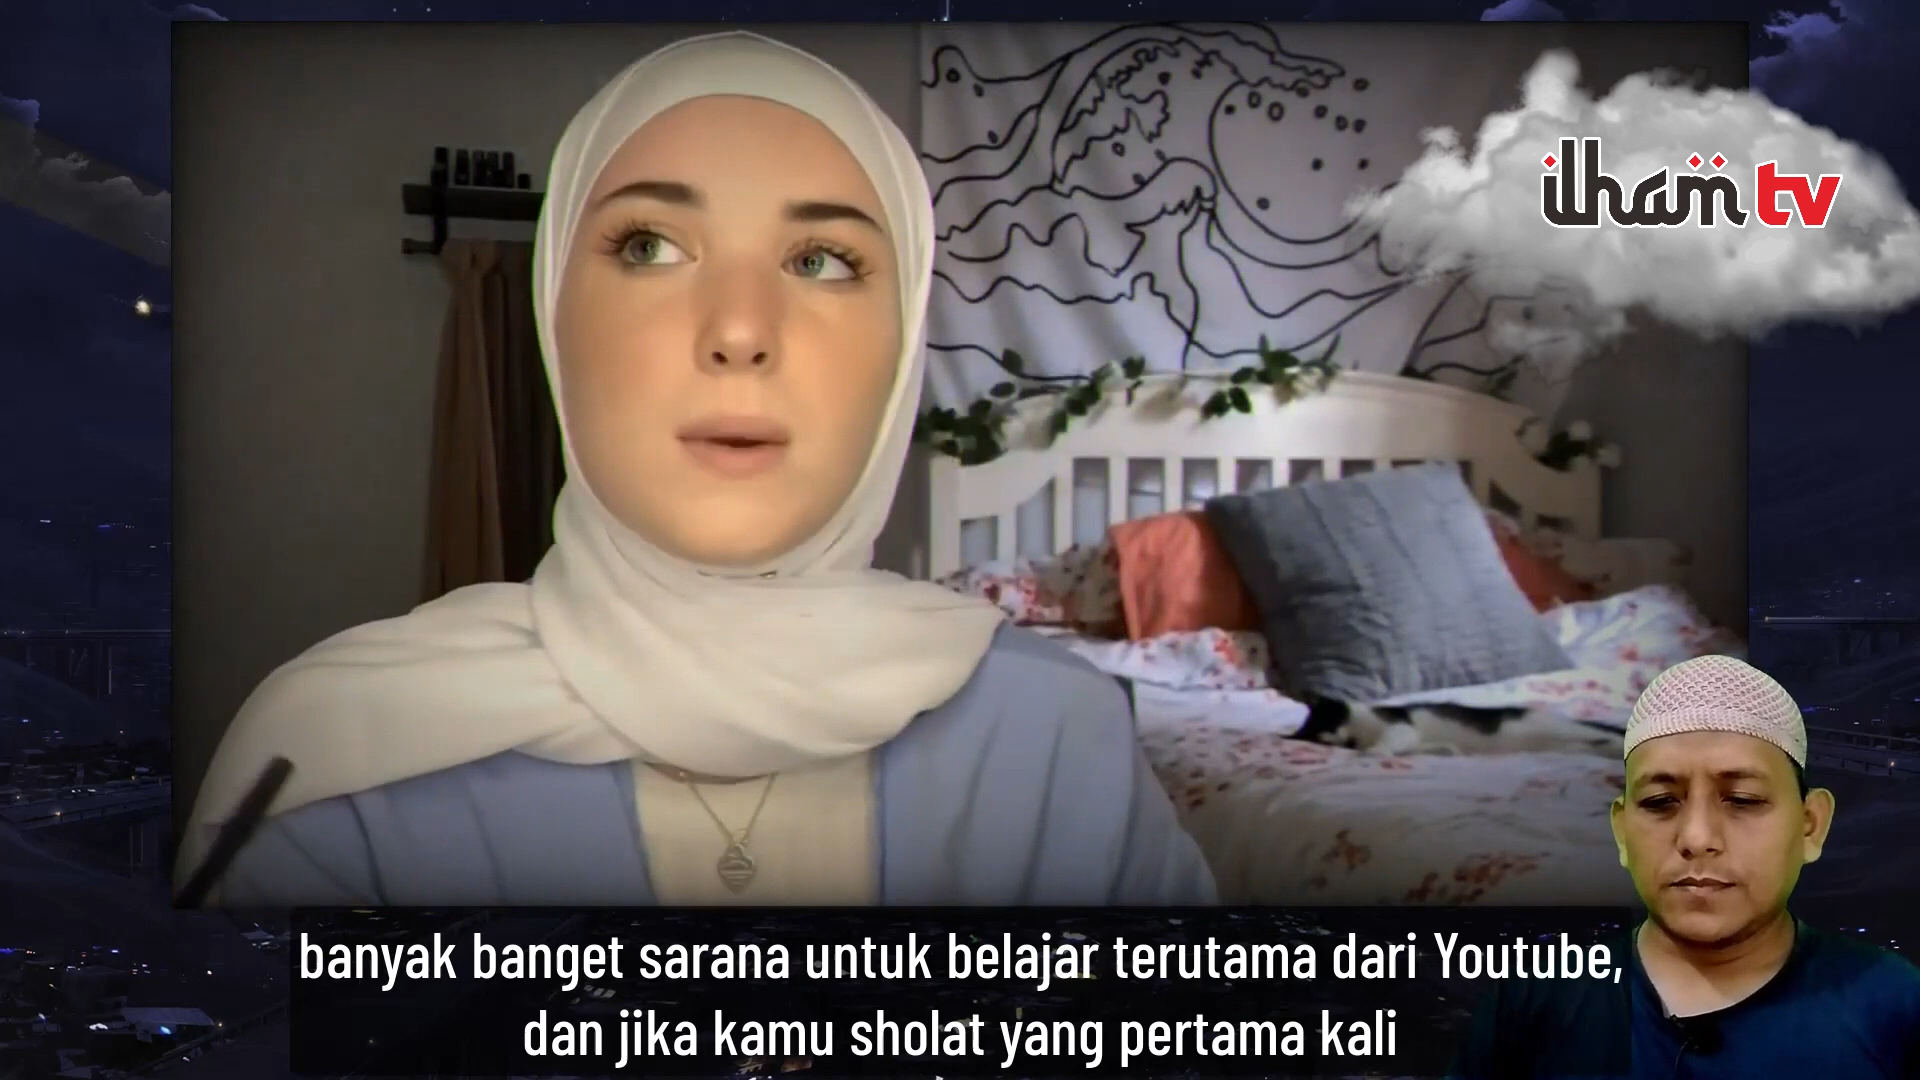 ilham tv
banyak banget sarana untuk belajar terutama dari Youtube,
dan jika kamu sholat yang pertama kali